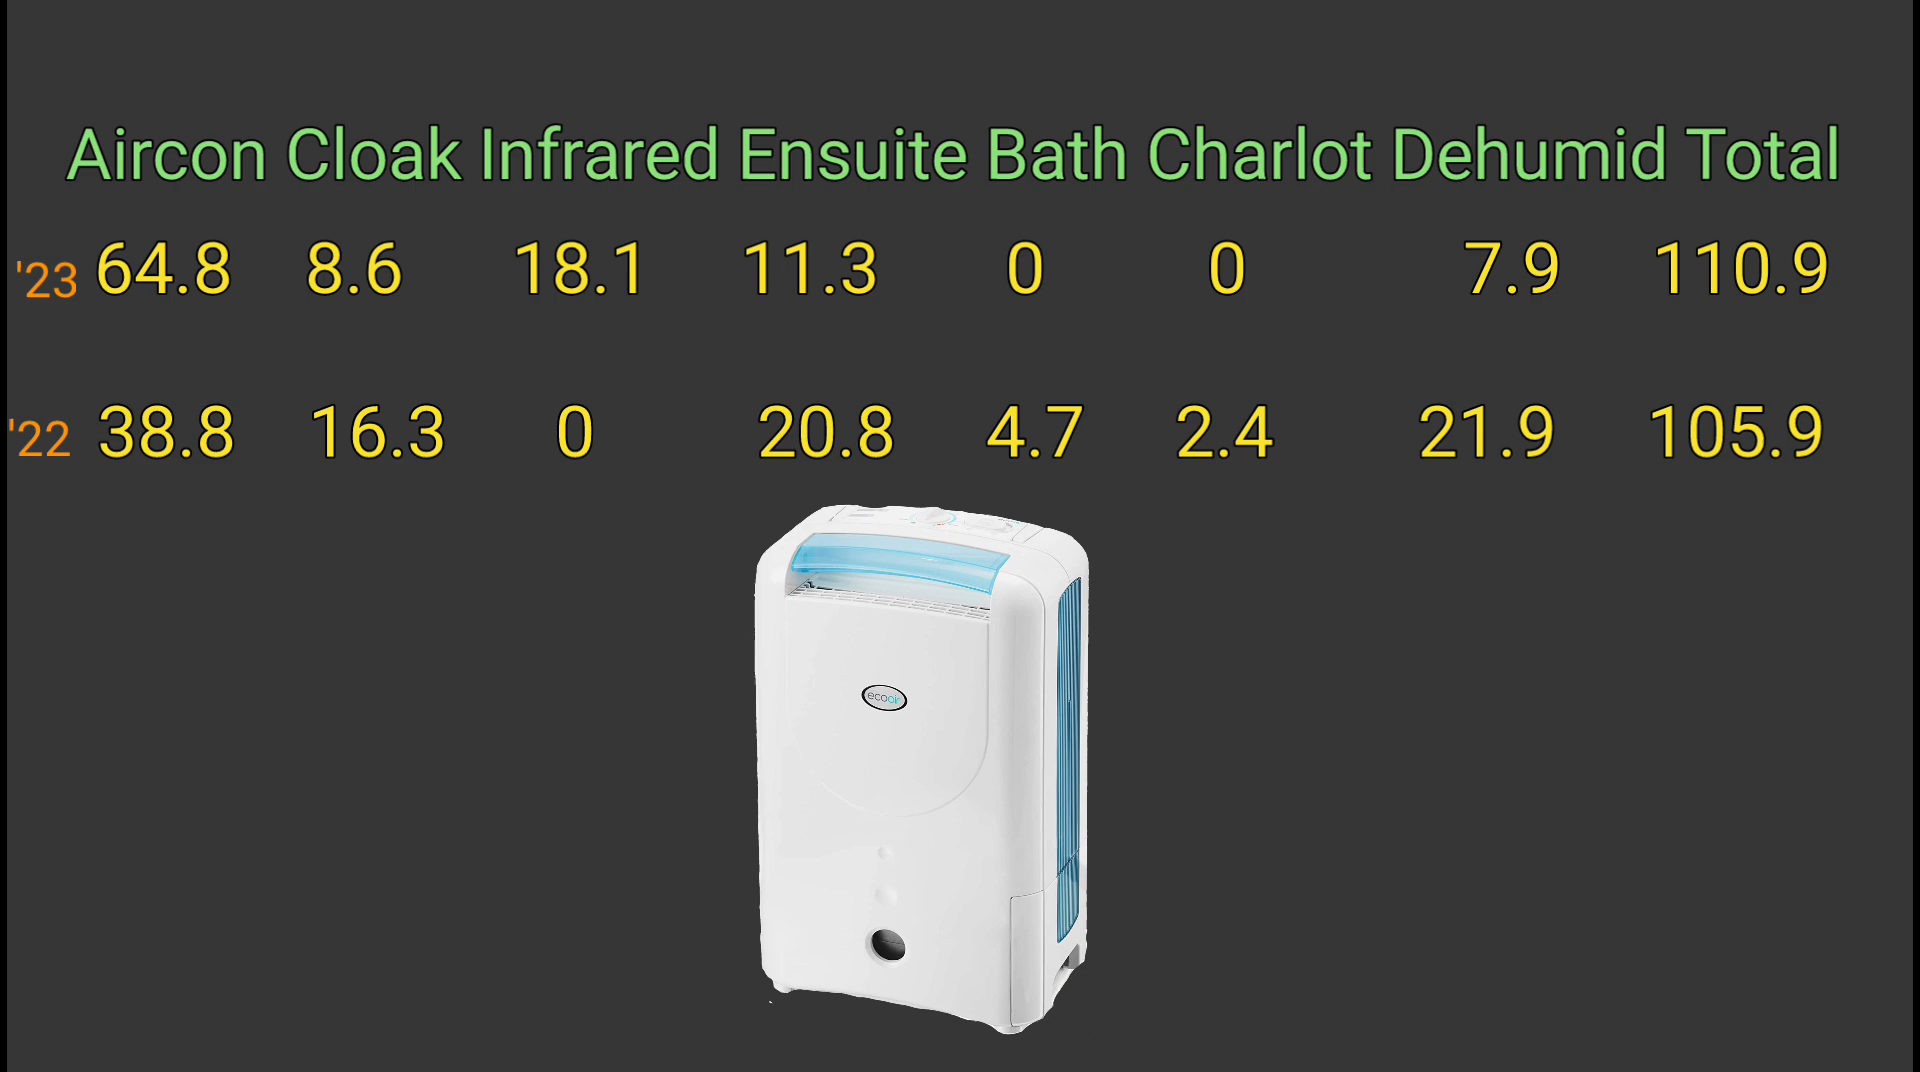 Aircon Cloak Infrared Ensuite Bath Charlot Dehumid Total
'23 64.8 8.6 18.1 11.3 0 0 7.9 110.9
'22 38.8 16.3 0 20.8 4.7 2.4 21.9 105.9
ecoair